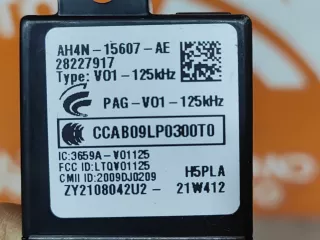 AH4N-15607-AE
28227917
Type: V01-125kHz
PAG-V01-125kHz
CCAB09LP0300T0
IC:3659A-V01125
FCC ID:LTQV01125
CMII ID:2009DJ0209
H5PLA
ZY2108042U2- 21W412